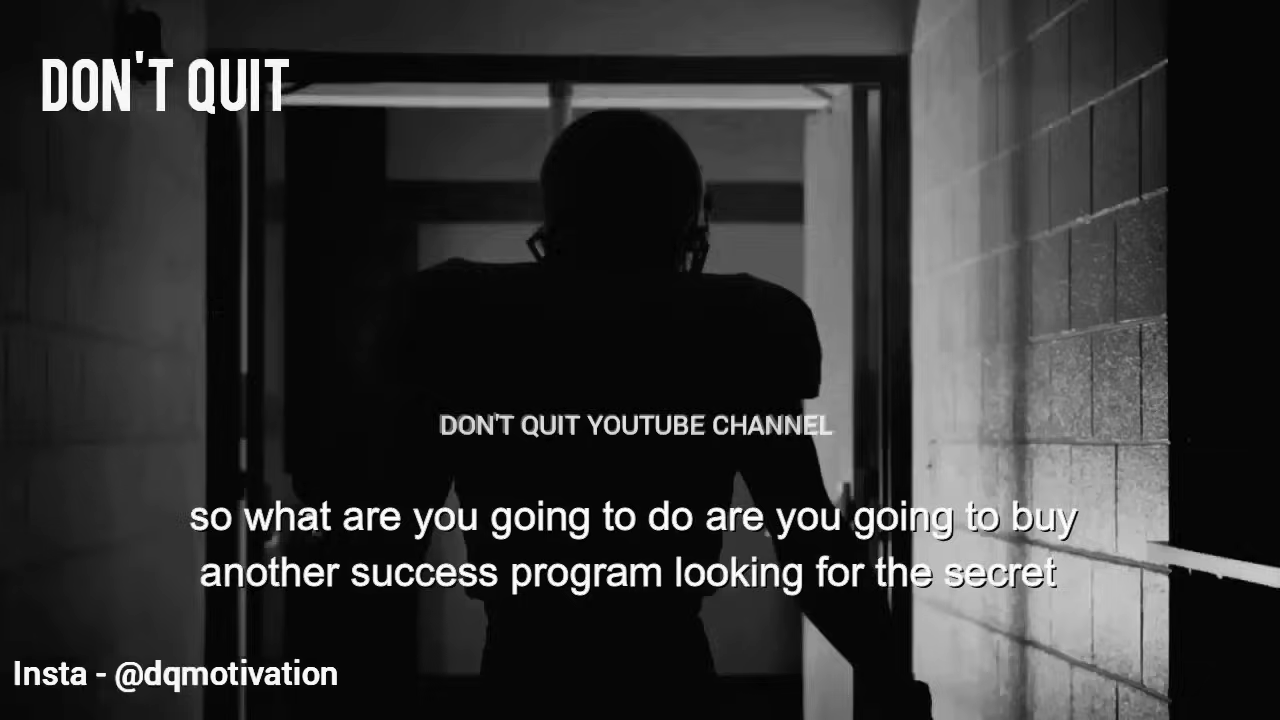 DON'T QUIT
DON'T QUIT YOUTUBE CHANNEL
so what are you going to do are you going to buy
another success program looking for the secret
Insta - @dqmotivation